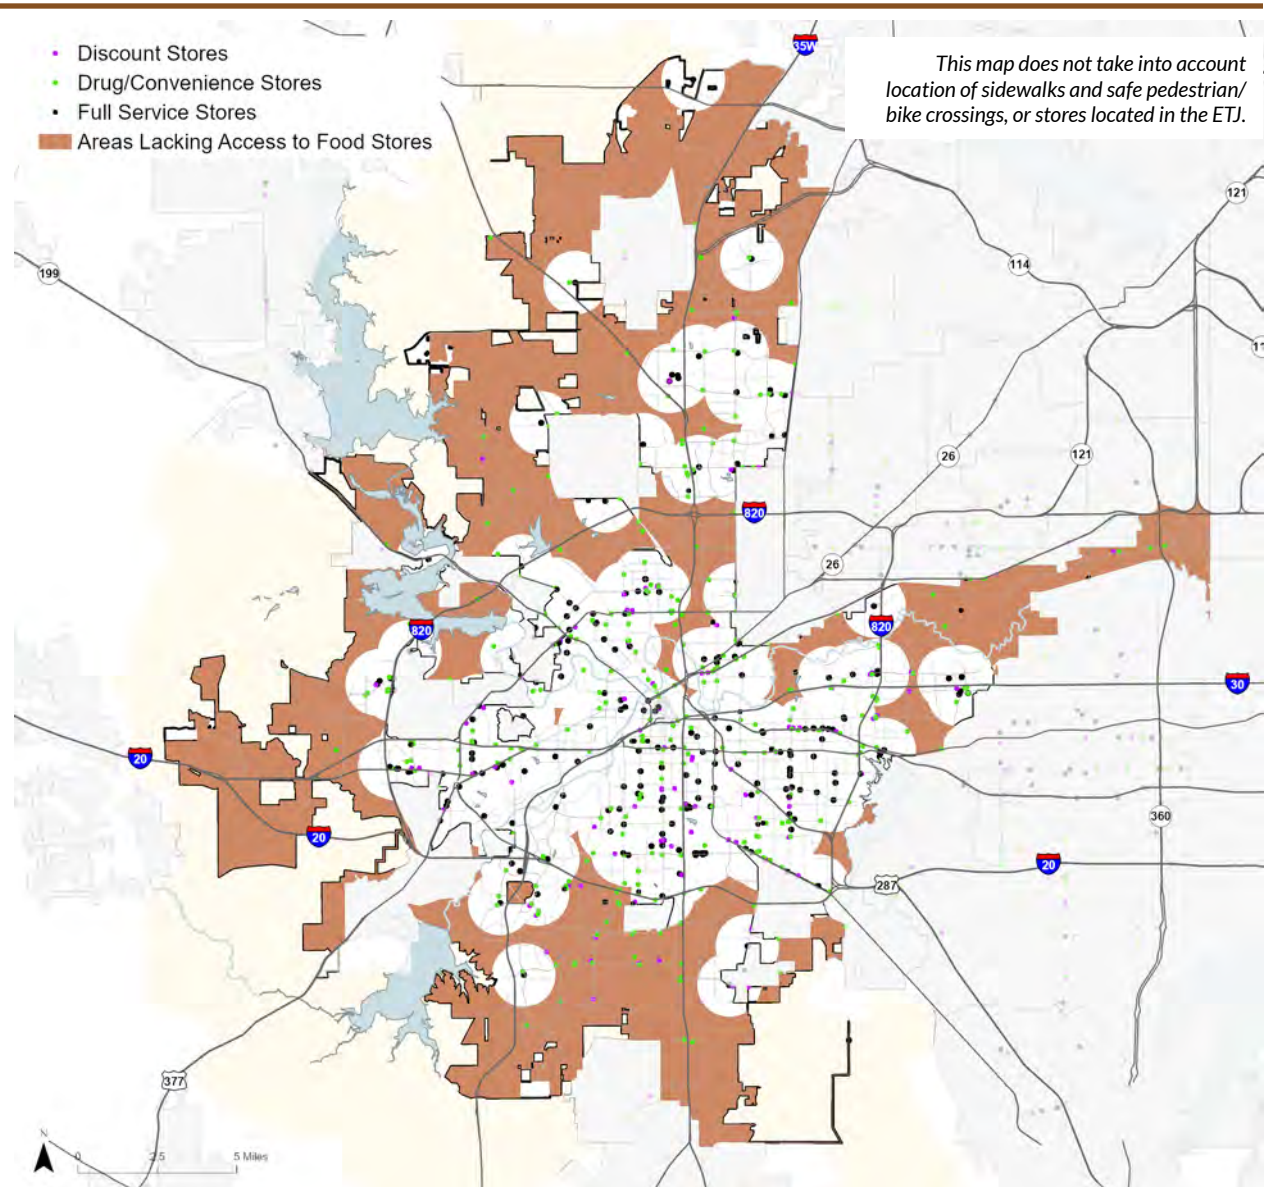 Discount Stores
Drug/Convenience Stores
Full Service Stores
Areas Lacking Access to Food Stores
This map does not take into account
location of sidewalks and safe pedestrian/
bike crossings, or stores located in the ETJ.
35W
121
199
114
11
26
121
820
26
820
820
30
20
20
360
20
287
377
N
0 2.5 5 Miles